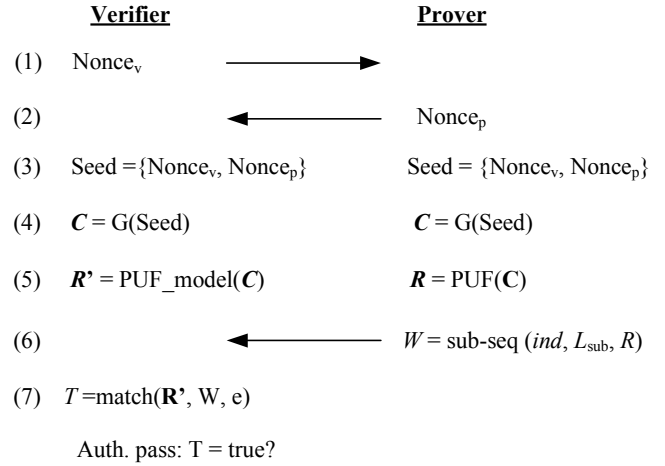 Verifier Prover
(1) Nonceᵥ
(2) Nonceₚ
(3) Seed ={Nonceᵥ, Nonceₚ} Seed = {Nonceᵥ, Nonceₚ}
(4) C = G(Seed) C = G(Seed)
(5) R’ = PUF_model(C) R = PUF(C)
(6) W = sub-seq (ind, Lsub, R)
(7) T =match(R’, W, e)
Auth. pass: T = true?